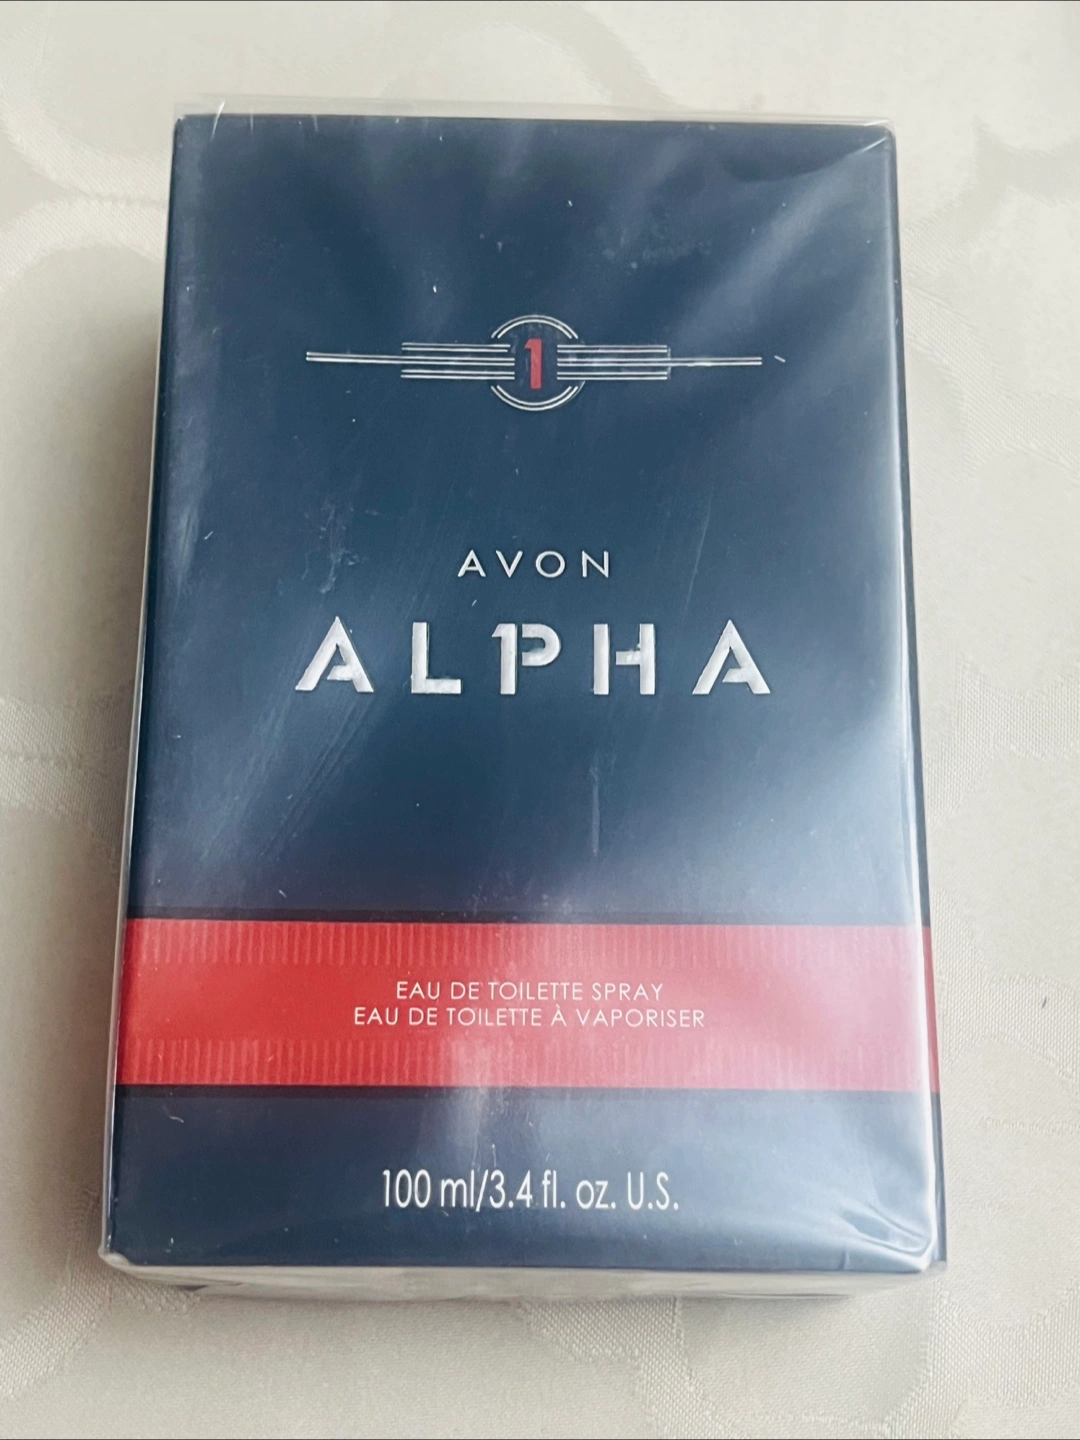 1
AVON
ALPHA
EAU DE TOILETTE SPRAY
EAU DE TOILETTE À VAPORISER
100 ml/3.4 fl. oz. U.S.